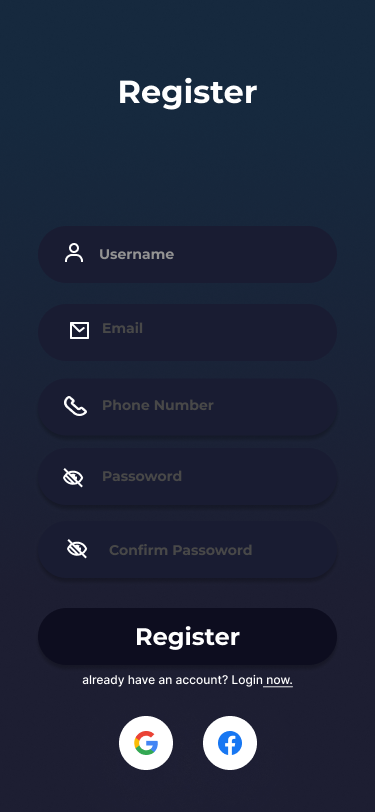 Register
Username
Email
Phone Number
Passoword
Confirm Passoword
Register
already have an account? Login now.